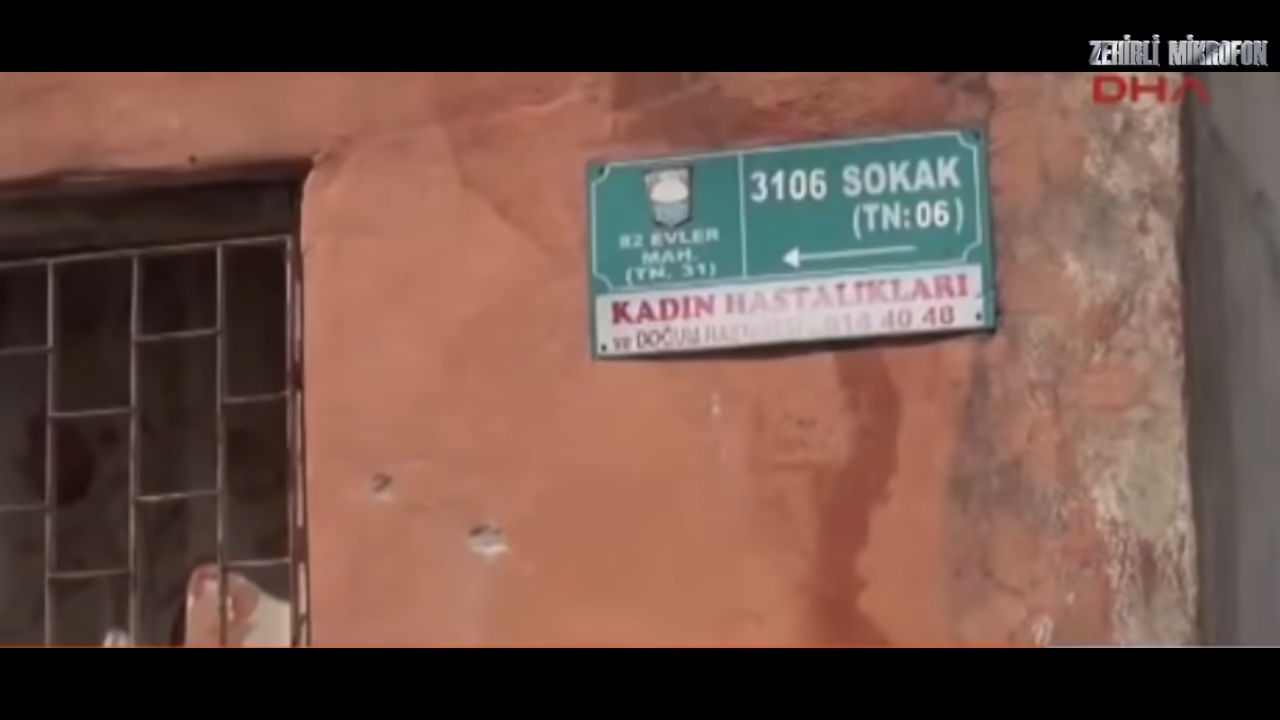 ZEHİRLİ MİKROFON
DHA
3106 SOKAK
(TN:06)
82 EVLER
MAH.
(TN. 31)
KADIN HASTALIKLARI
ve DOĞUM 40 48